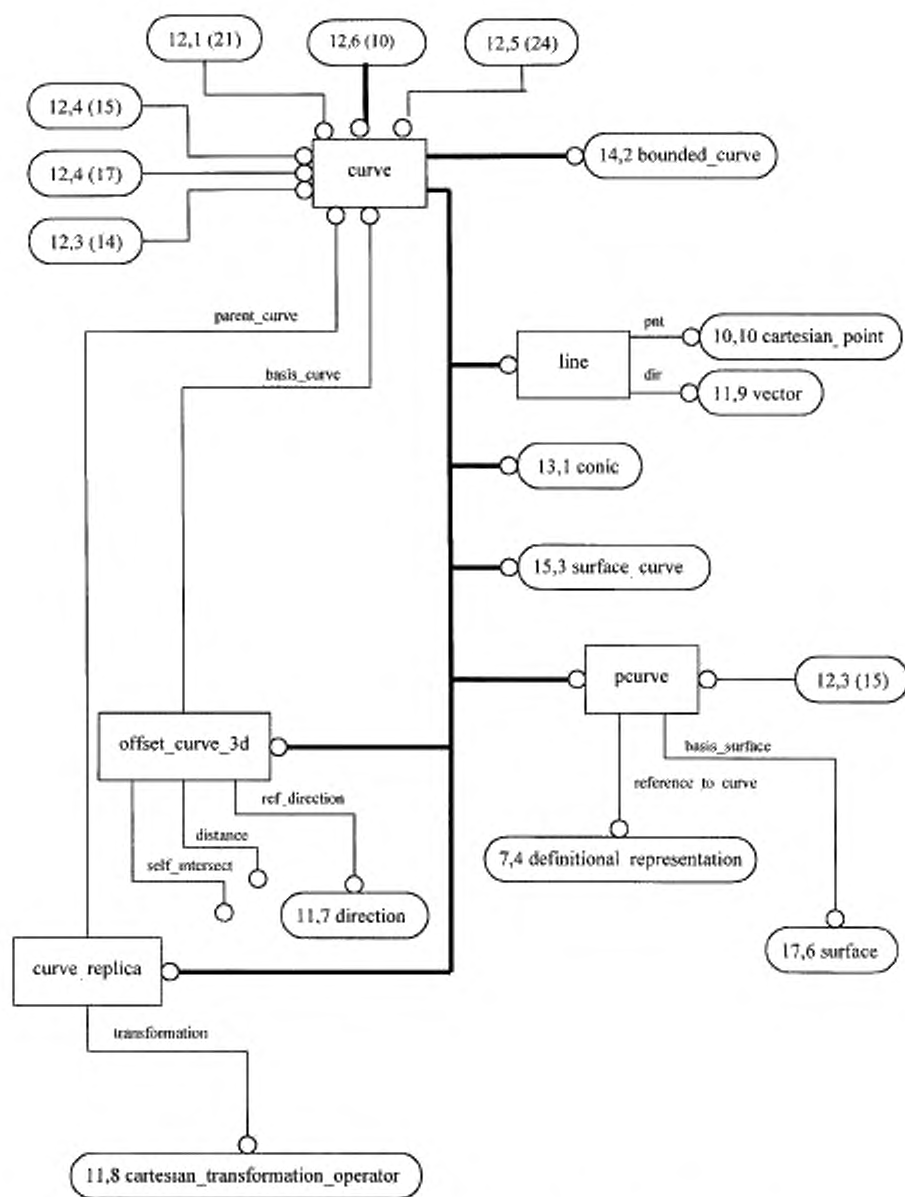 12,1 (21)
12,6 (10)
12,5 (24)
12,4 (15)
14,2 bounded_curve
curve
12,4 (17)
12,3 (14)
parent_curve
pnt
10,10 cartesian_point
line
basis_curve
dir
11,9 vector
13,1 conic
15,3 surface_curve
pcurve
12,3 (15)
offset_curve_3d
basis_surface
reference to curve
ref_direction
distance
self_intersect
7,4 definitional representation
11,7 direction
17,6 surface
curve_replica
transformation
11,8 cartesian_transformation_operator